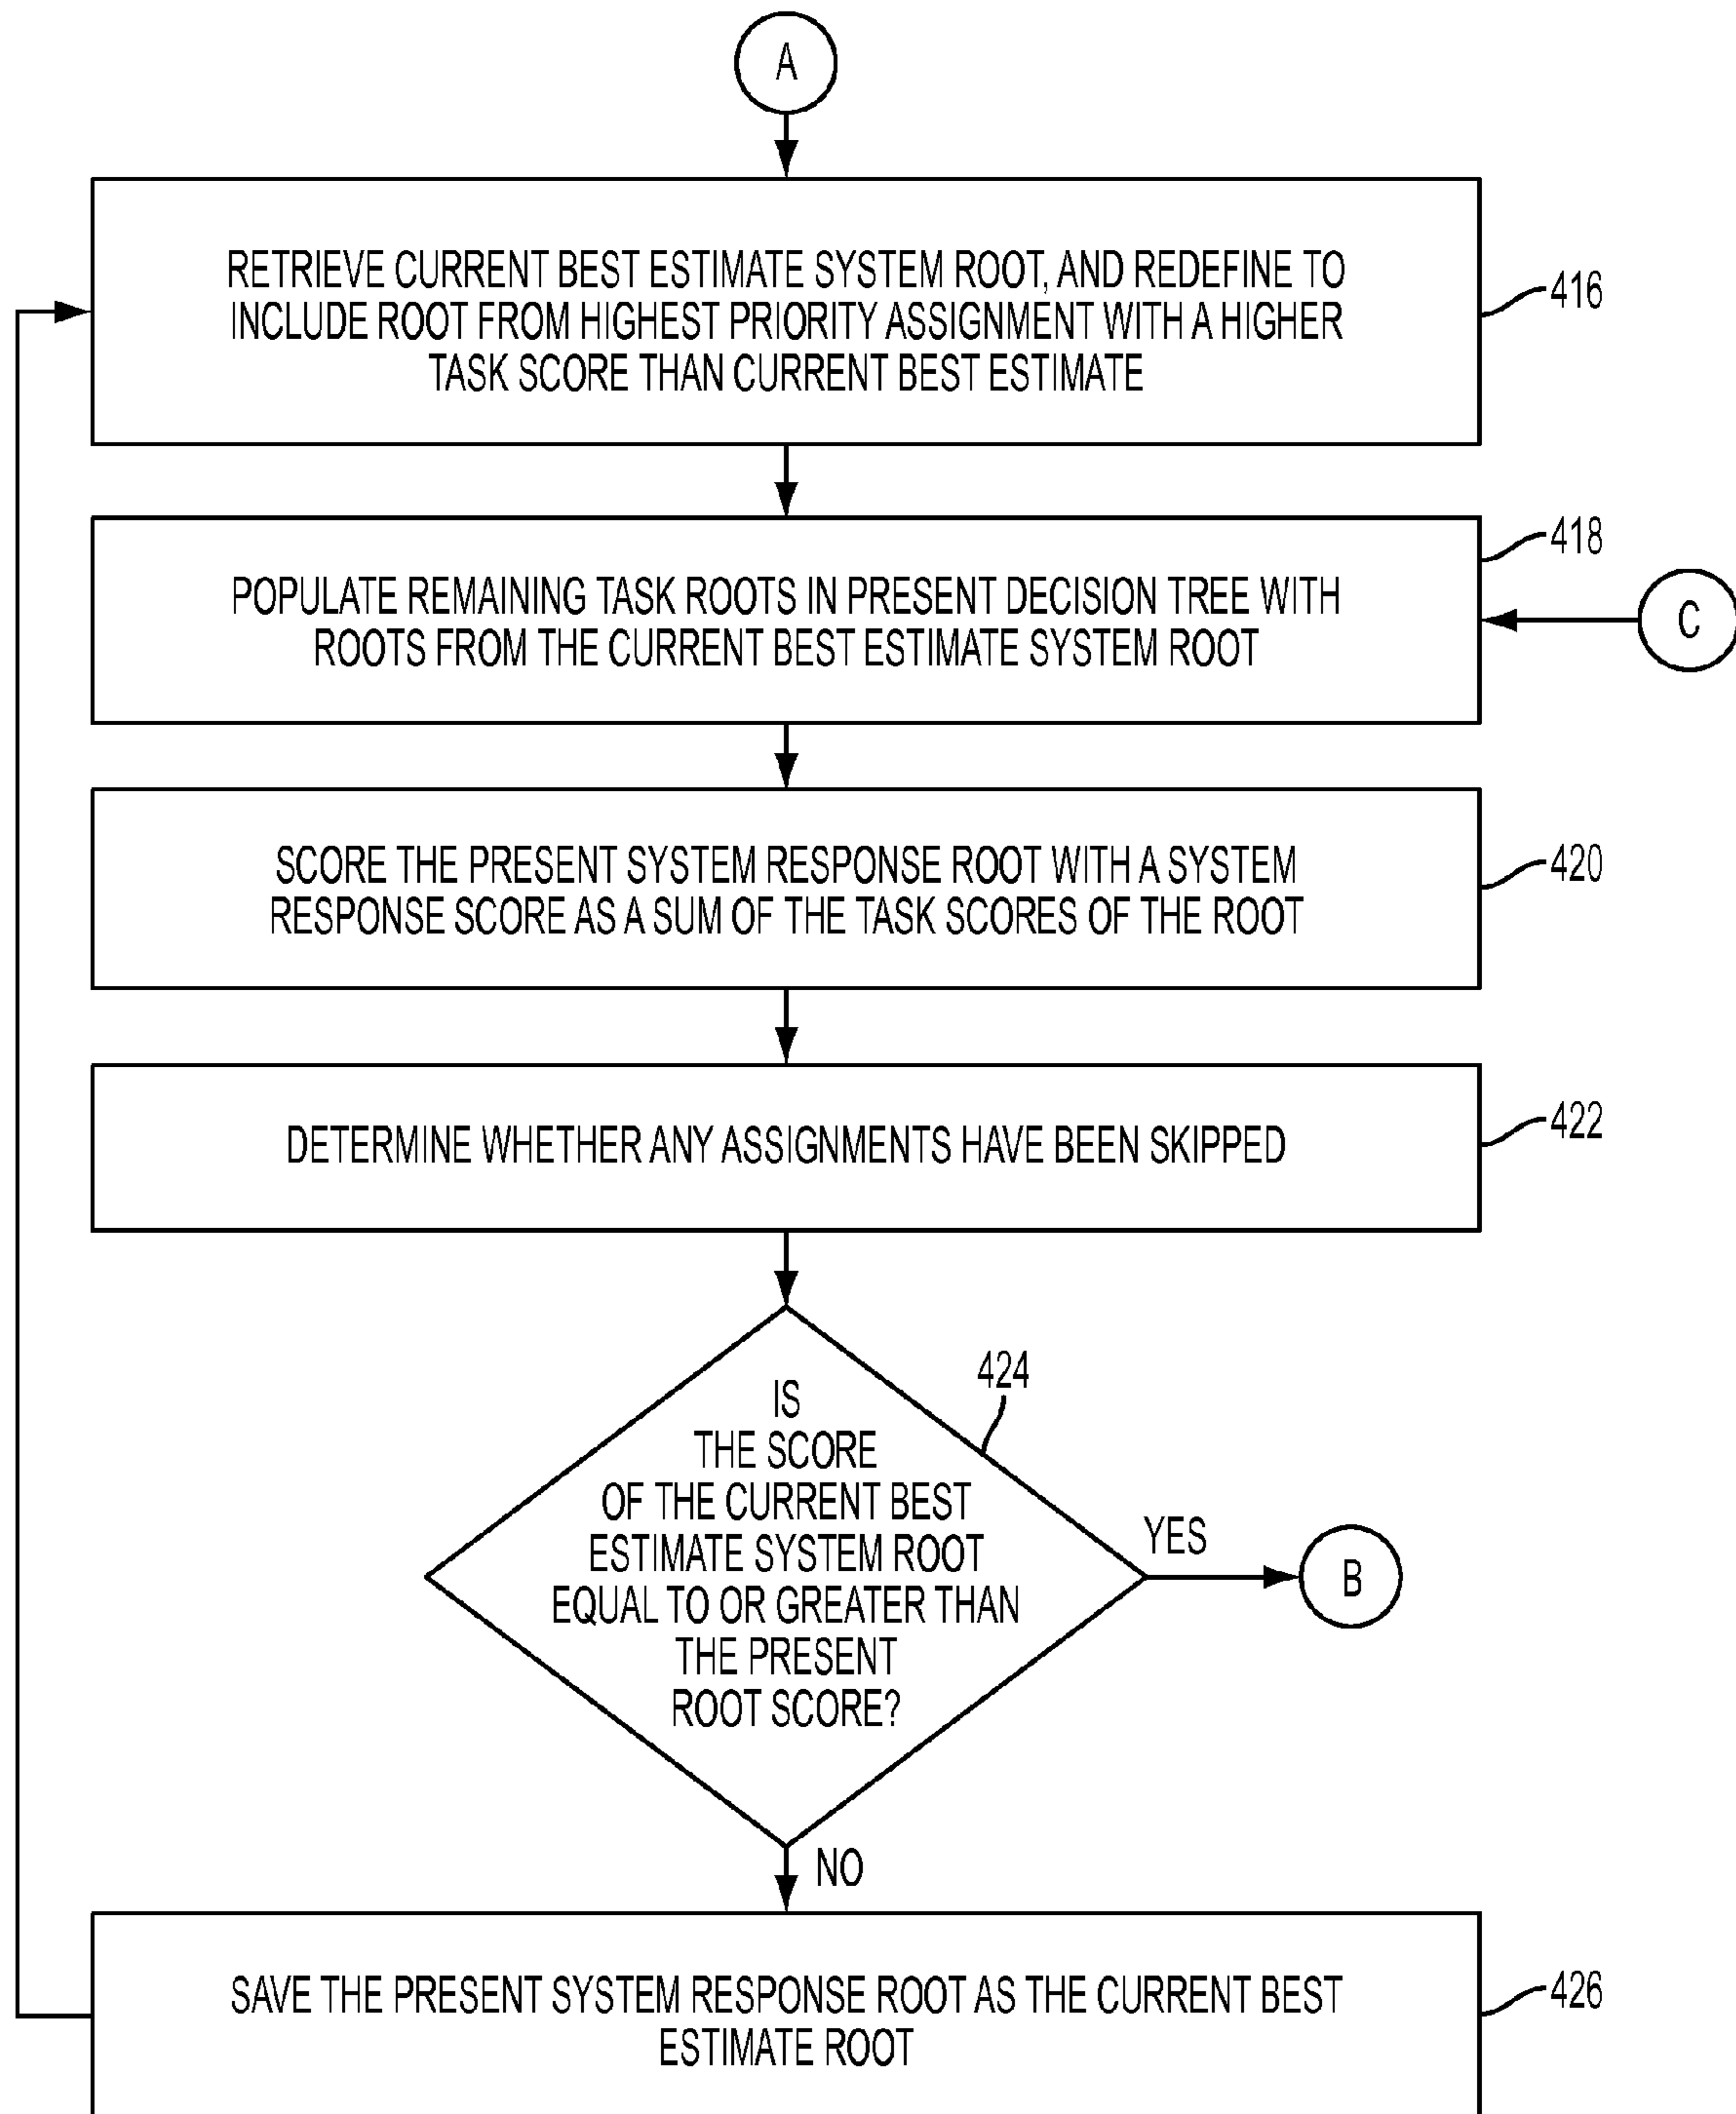 A
RETRIEVE CURRENT BEST ESTIMATE SYSTEM ROOT, AND REDEFINE TO
INCLUDE ROOT FROM HIGHEST PRIORITY ASSIGNMENT WITH A HIGHER
TASK SCORE THAN CURRENT BEST ESTIMATE
416
418
POPULATE REMAINING TASK ROOTS IN PRESENT DECISION TREE WITH
ROOTS FROM THE CURRENT BEST ESTIMATE SYSTEM ROOT
C
SCORE THE PRESENT SYSTEM RESPONSE ROOT WITH A SYSTEM
RESPONSE SCORE AS A SUM OF THE TASK SCORES OF THE ROOT
420
DETERMINE WHETHER ANY ASSIGNMENTS HAVE BEEN SKIPPED
422
424
IS
THE SCORE
OF THE CURRENT BEST
ESTIMATE SYSTEM ROOT
EQUAL TO OR GREATER THAN
THE PRESENT
ROOT SCORE?
YES
B
NO
SAVE THE PRESENT SYSTEM RESPONSE ROOT AS THE CURRENT BEST
ESTIMATE ROOT
426